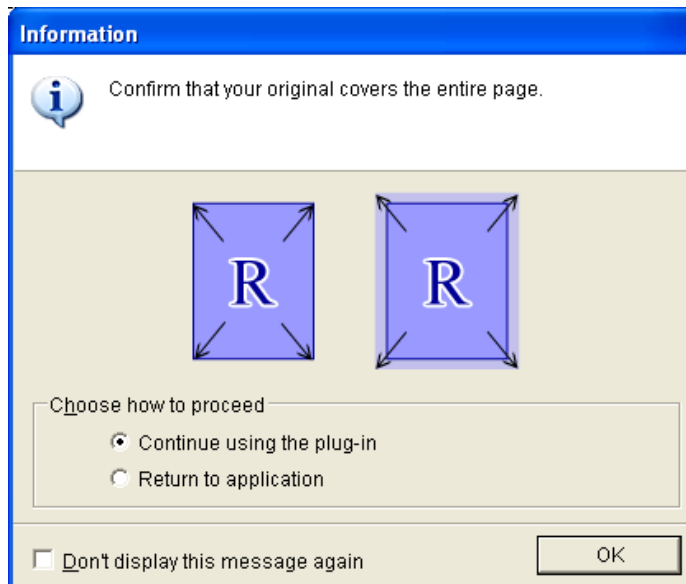 Information
Confirm that your original covers the entire page.
R R
Choose how to proceed
Continue using the plug-in
Return to application
Don't display this message again
OK